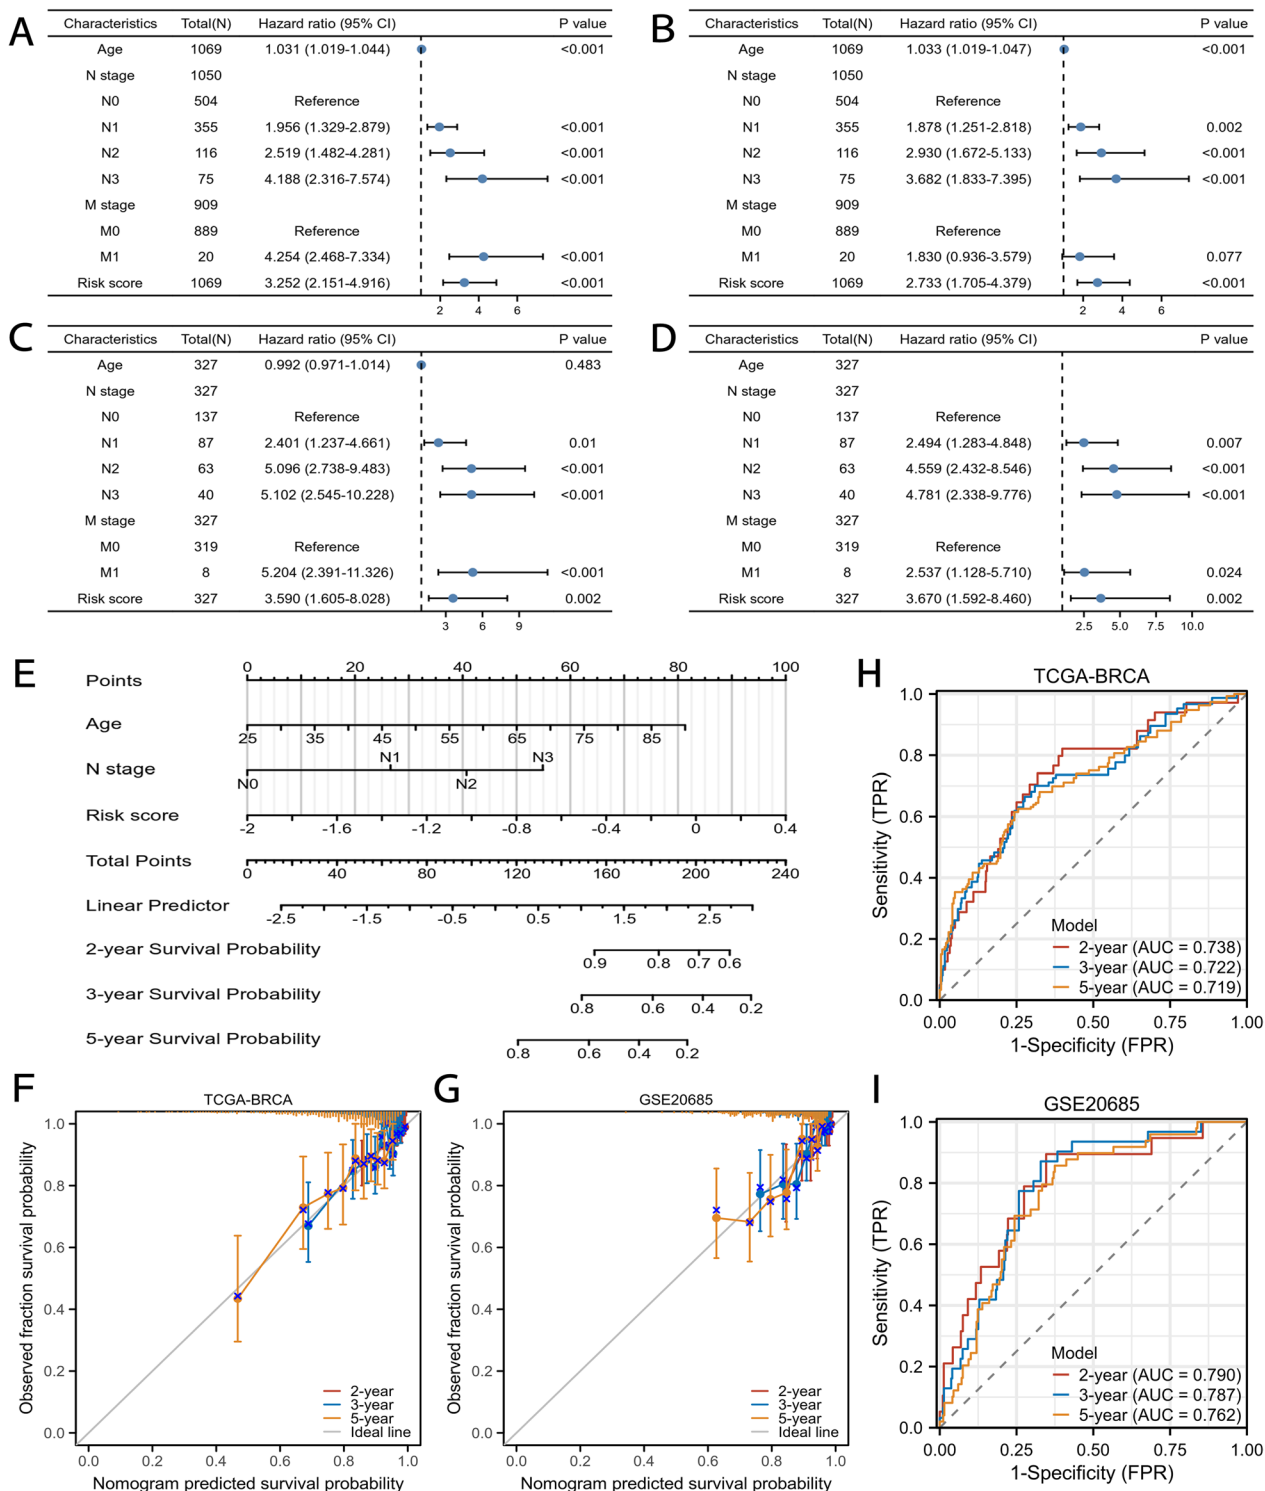 A
Characteristics Total(N) Hazard ratio (95% CI) P value
Age 1069 1.031 (1.019-1.044) <0.001
N stage 1050
N0 504 Reference
N1 355 1.956 (1.329-2.879) <0.001
N2 116 2.519 (1.482-4.281) <0.001
N3 75 4.188 (2.316-7.574) <0.001
M stage 909
M0 889 Reference
M1 20 4.254 (2.468-7.334) <0.001
Risk score 1069 3.252 (2.151-4.916) <0.001
2 4 6
B
Characteristics Total(N) Hazard ratio (95% CI) P value
Age 1069 1.033 (1.019-1.047) <0.001
N stage 1050
N0 504 Reference
N1 355 1.878 (1.251-2.818) 0.002
N2 116 2.930 (1.672-5.133) <0.001
N3 75 3.682 (1.833-7.395) <0.001
M stage 909
M0 889 Reference
M1 20 1.830 (0.936-3.579) 0.077
Risk score 1069 2.733 (1.705-4.379) <0.001
2 4 6
C
Characteristics Total(N) Hazard ratio (95% CI) P value
Age 327 0.992 (0.971-1.014) 0.483
N stage 327
N0 137 Reference
N1 87 2.401 (1.237-4.661) 0.01
N2 63 5.096 (2.738-9.483) <0.001
N3 40 5.102 (2.545-10.228) <0.001
M stage 327
M0 319 Reference
M1 8 5.204 (2.391-11.326) <0.001
Risk score 327 3.590 (1.605-8.028) 0.002
3 6 9
D
Characteristics Total(N) Hazard ratio (95% CI) P value
Age 327
N stage 327
N0 137 Reference
N1 87 2.494 (1.283-4.848) 0.007
N2 63 4.559 (2.432-8.546) <0.001
N3 40 4.781 (2.338-9.776) <0.001
M stage 327
M0 319 Reference
M1 8 2.537 (1.128-5.710) 0.024
Risk score 327 3.670 (1.592-8.460) 0.002
2.5 5.0 7.5 10.0
E
Points 0 20 40 60 80 100
Age 25 35 45 55 65 75 85
N stage N0 N1 N2 N3
Risk score -2 -1.6 -1.2 -0.8 -0.4 0 0.4
Total Points 0 40 80 120 160 200 240
Linear Predictor -2.5 -1.5 -0.5 0.5 1.5 2.5
2-year Survival Probability 0.9 0.8 0.7 0.6
3-year Survival Probability 0.8 0.6 0.4 0.2
5-year Survival Probability 0.8 0.6 0.4 0.2
H
TCGA-BRCA
Sensitivity (TPR)
1.0
0.8
0.6
0.4
0.2
0.0
Model
2-year (AUC = 0.738)
3-year (AUC = 0.722)
5-year (AUC = 0.719)
0.00 0.25 0.50 0.75 1.00
1-Specificity (FPR)
F
TCGA-BRCA
Observed fraction survival probability
1.0
0.8
0.6
0.4
0.2
0.0
2-year
3-year
5-year
Ideal line
0.0 0.2 0.4 0.6 0.8 1.0
Nomogram predicted survival probability
G
GSE20685
Observed fraction survival probability
1.0
0.8
0.6
0.4
0.2
0.0
2-year
3-year
5-year
Ideal line
0.0 0.2 0.4 0.6 0.8 1.0
Nomogram predicted survival probability
I
GSE20685
Sensitivity (TPR)
1.0
0.8
0.6
0.4
0.2
0.0
Model
2-year (AUC = 0.790)
3-year (AUC = 0.787)
5-year (AUC = 0.762)
0.00 0.25 0.50 0.75 1.00
1-Specificity (FPR)